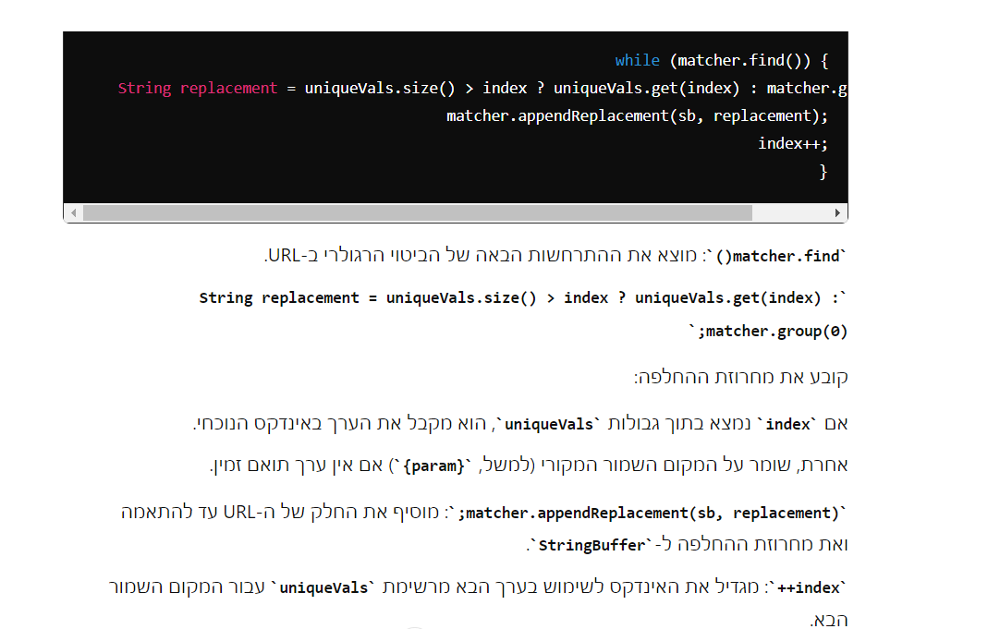 while (matcher.find()) {
String replacement = uniqueVals.size() > index ? uniqueVals.get(index) : matcher.g
matcher.appendReplacement(sb, replacement);
index++;
}
`matcher.find()`: מוצא את ההתרחשות הבאה של הביטוי הרגולרי ב-URL.
`String replacement = uniqueVals.size() > index ? uniqueVals.get(index) :
matcher.group(0);`
קובע את מחרוזת ההחלפה:
אם `index` נמצא בתוך גבולות `uniqueVals`, הוא מקבל את הערך באינדקס הנוכחי.
אחרת, שומר על המקום השמור המקורי (למשל, `{param}`) אם אין ערך תואם זמין.
`matcher.appendReplacement(sb, replacement);`: מוסיף את החלק של ה-URL עד להתאמה
ואת מחרוזת ההחלפה ל-`StringBuffer`.
`index++`: מגדיל את האינדקס לשימוש בערך הבא מרשימת `uniqueVals` עבור המקום השמור
הבא.